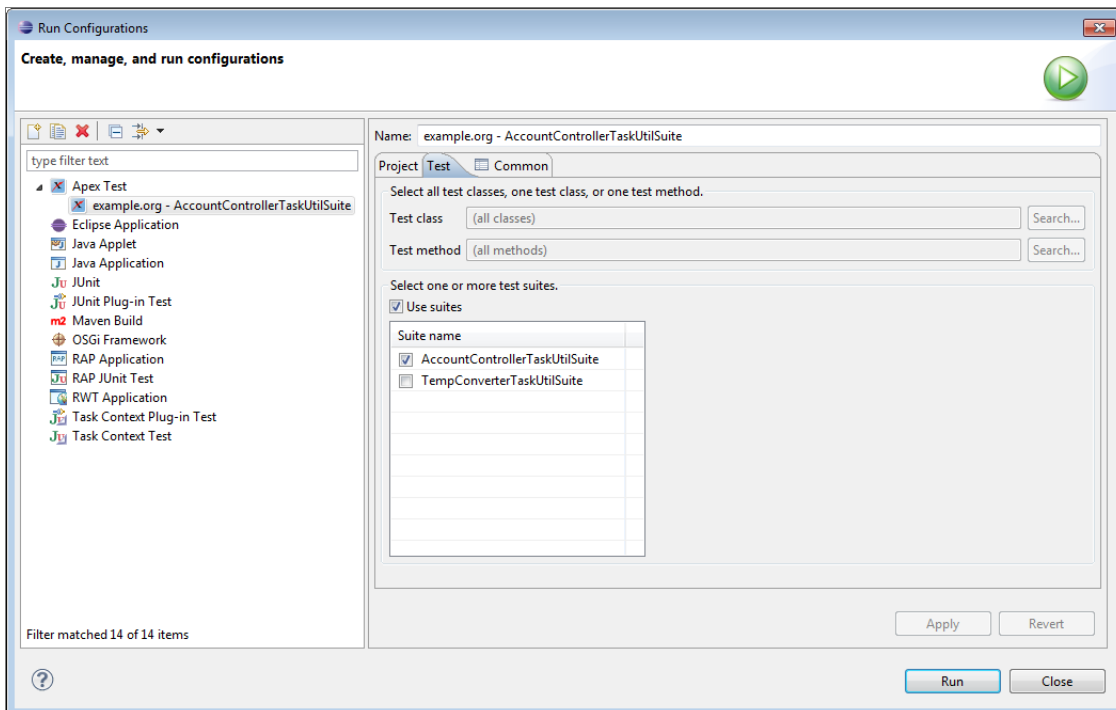 Run Configurations
Create, manage, and run configurations
type filter text
Apex Test
example.org - AccountControllerTaskUtilSuite
Eclipse Application
Java Applet
Java Application
Ju JUnit
JUnit Plug-in Test
m2 Maven Build
OSGi Framework
RAP RAP Application
Ju RAP JUnit Test
RWT Application
Task Context Plug-in Test
Ju Task Context Test
Filter matched 14 of 14 items
Name: example.org - AccountControllerTaskUtilSuite
Project Test Common
Select all test classes, one test class, or one test method.
Test class (all classes) Search...
Test method (all methods) Search...
Select one or more test suites.
Use suites
Suite name
AccountControllerTaskUtilSuite
TempConverterTaskUtilSuite
Apply Revert
Run Close